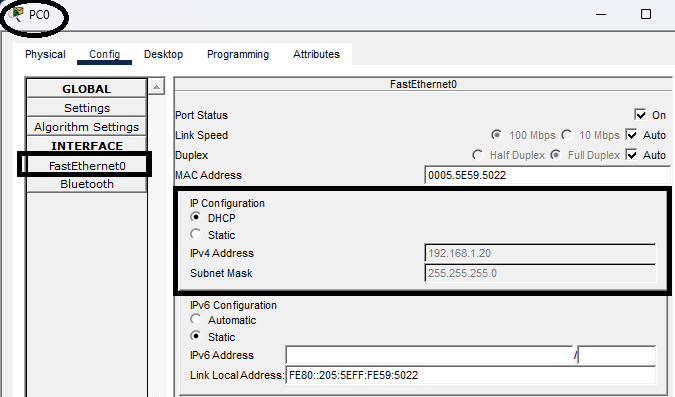 PC0
Physical Config Desktop Programming Attributes
GLOBAL
Settings
Algorithm Settings
INTERFACE
FastEthernet0
Bluetooth
FastEthernet0
Port Status On
Link Speed 100 Mbps 10 Mbps Auto
Duplex Half Duplex Full Duplex Auto
MAC Address 0005.5E59.5022
IP Configuration
DHCP
Static
IPv4 Address 192.168.1.20
Subnet Mask 255.255.255.0
IPv6 Configuration
Automatic
Static
IPv6 Address /
Link Local Address: FE80::205:5EFF:FE59:5022